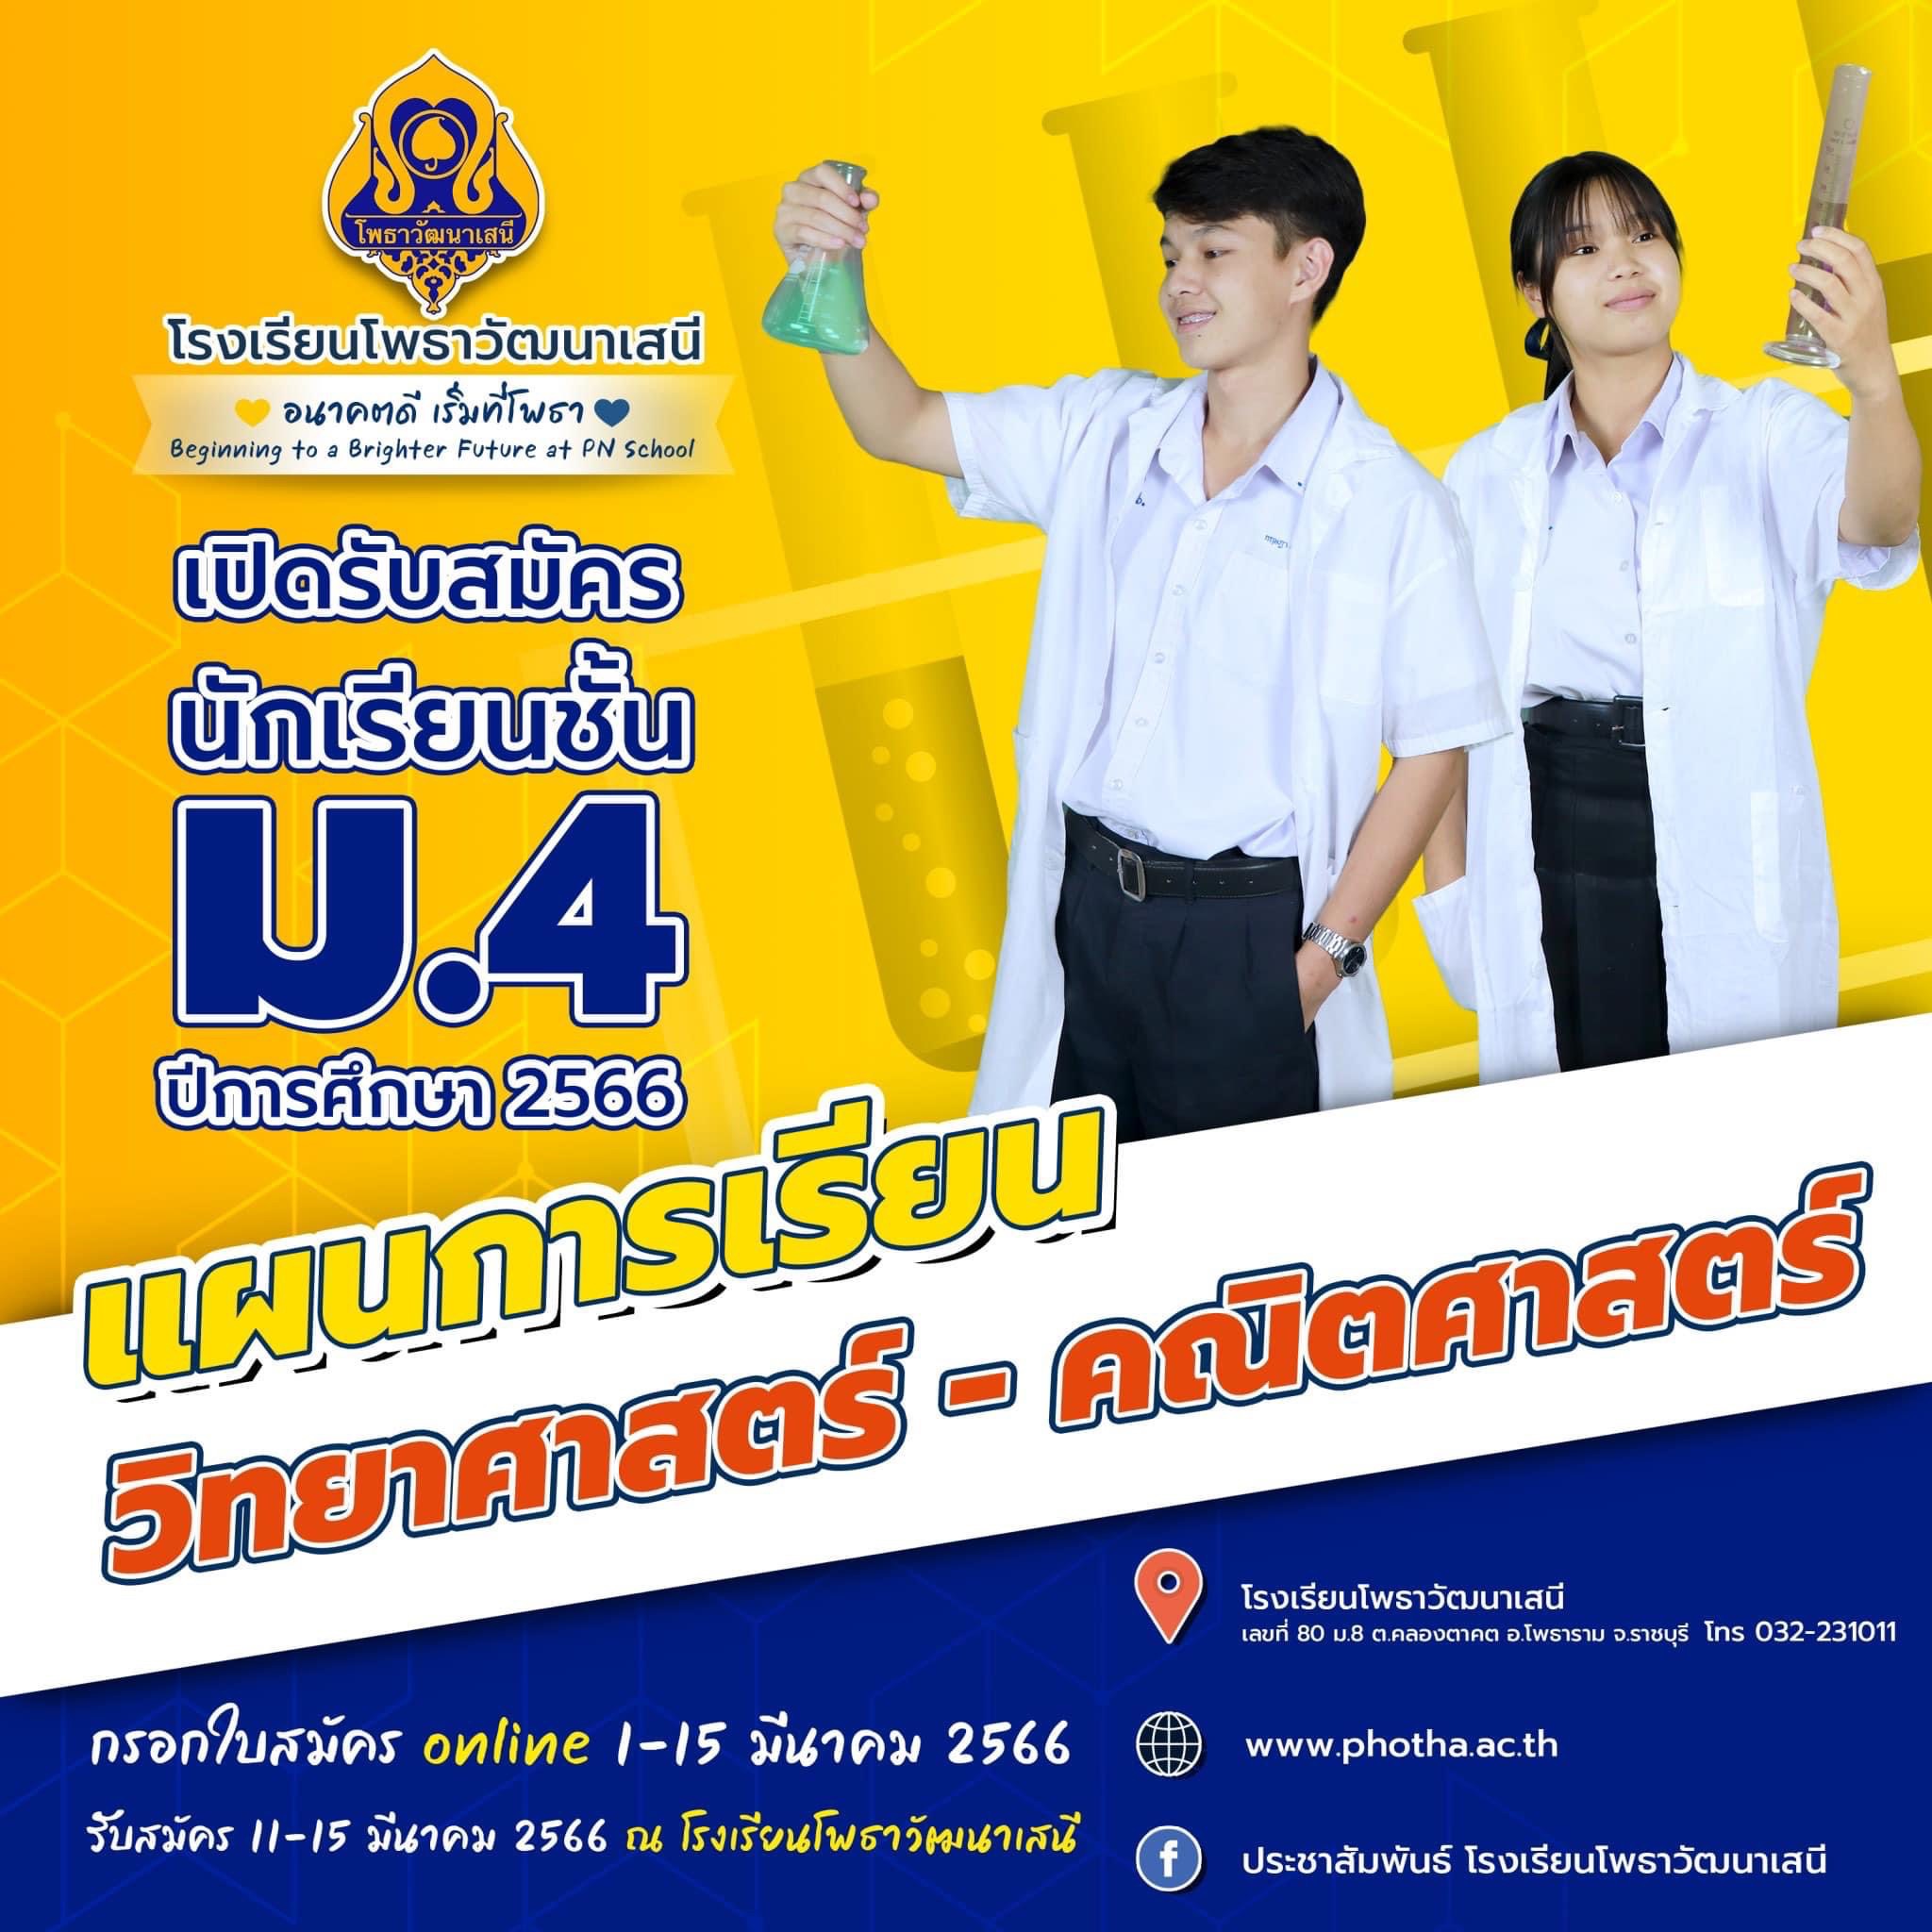 โพธาวัฒนาเสนี
โรงเรียนโพธาวัฒนาเสนี
อนาคตดี เริ่มที่โพธา
Beginning to a Brighter Future at PN School
เปิดรับสมัคร
นักเรียนชั้น
ม.4
ปีการศึกษา 2566
แผนการเรียน
วิทยาศาสตร์ - คณิตศาสตร์
โรงเรียนโพธาวัฒนาเสนี
เลขที่ 80 ม.8 ต.คลองตาคต อ.โพธาราม จ.ราชบุรี โทร 032-231011
กรอกใบสมัคร online 1-15 มีนาคม 2566
www.photha.ac.th
รับสมัคร 11-15 มีนาคม 2566 ณ โรงเรียนโพธาวัฒนาเสนี
ประชาสัมพันธ์ โรงเรียนโพธาวัฒนาเสนี